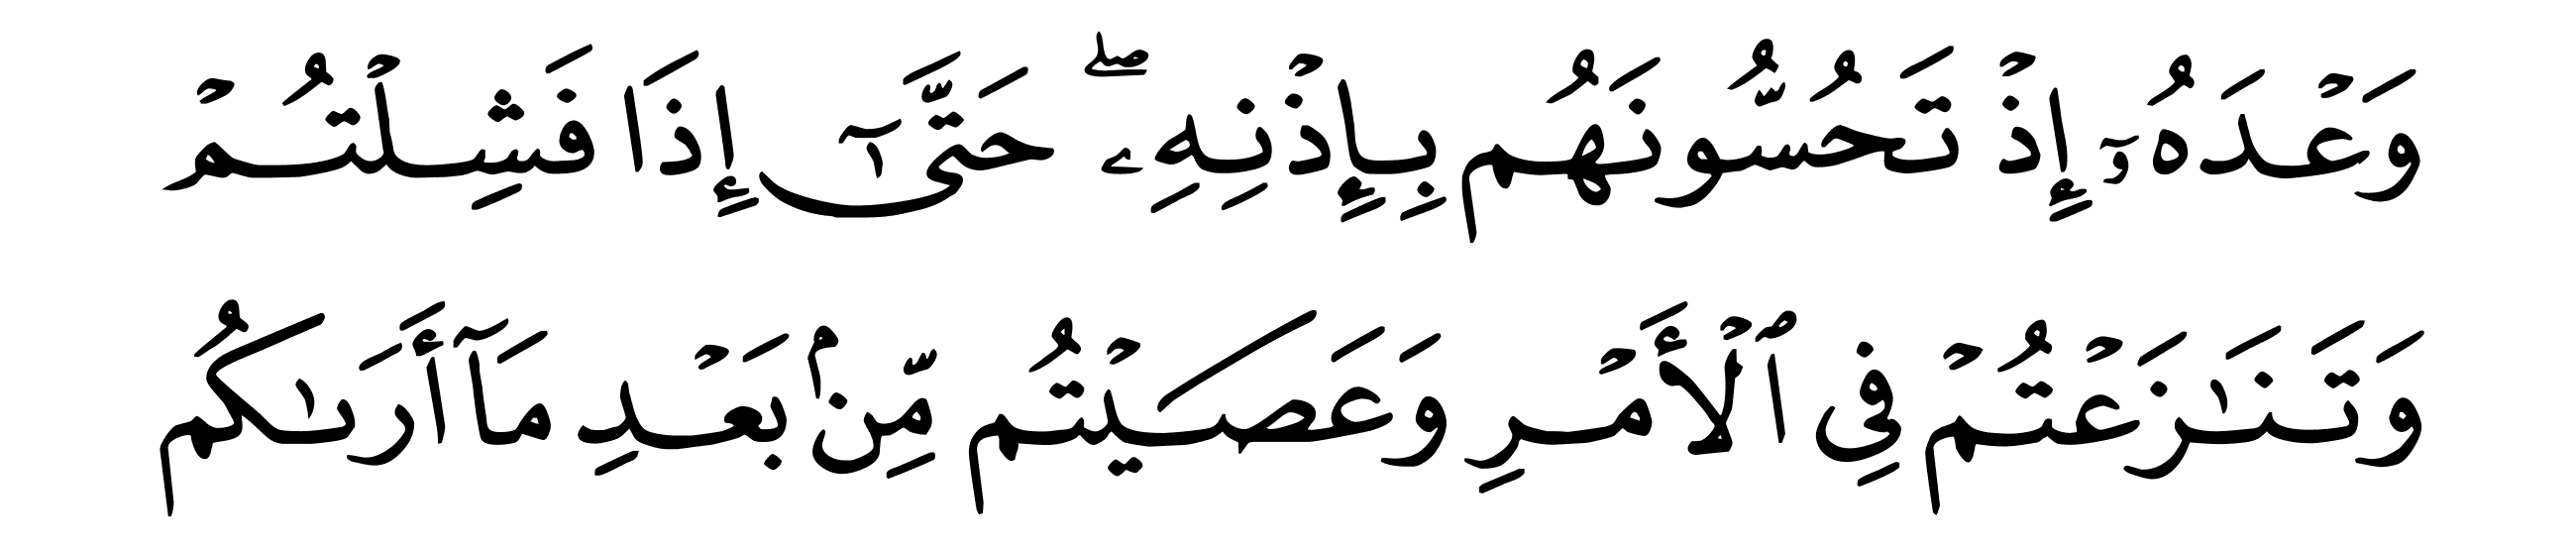 وَعْدَهُۥٓ إِذْ تَحُسُّونَهُم بِإِذْنِهِۦ ۖ حَتَّىٰٓ إِذَا فَشِلْتُمْ
وَتَنَـٰزَعْتُمْ فِى ٱلْأَمْرِ وَعَصَيْتُم مِّنۢ بَعْدِ مَآ أَرَىٰكُم